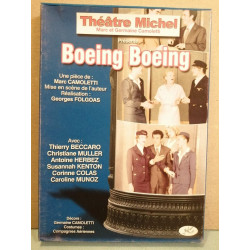 Théâtre Michel
Marc et Germaine Camoletti
présentent
Boeing Boeing
Une pièce de :
Marc CAMOLETTI
Mise en scène de l'auteur
Réalisation :
Georges FOLGOAS
Avec :
Thierry BECCARO
Christiane MULLER
Antoine HERBEZ
Susannah KENTON
Corinne COLAS
Caroline MUNOZ
Décors :
Germaine CAMOLETTI
Costumes :
Compagnies Aériennes